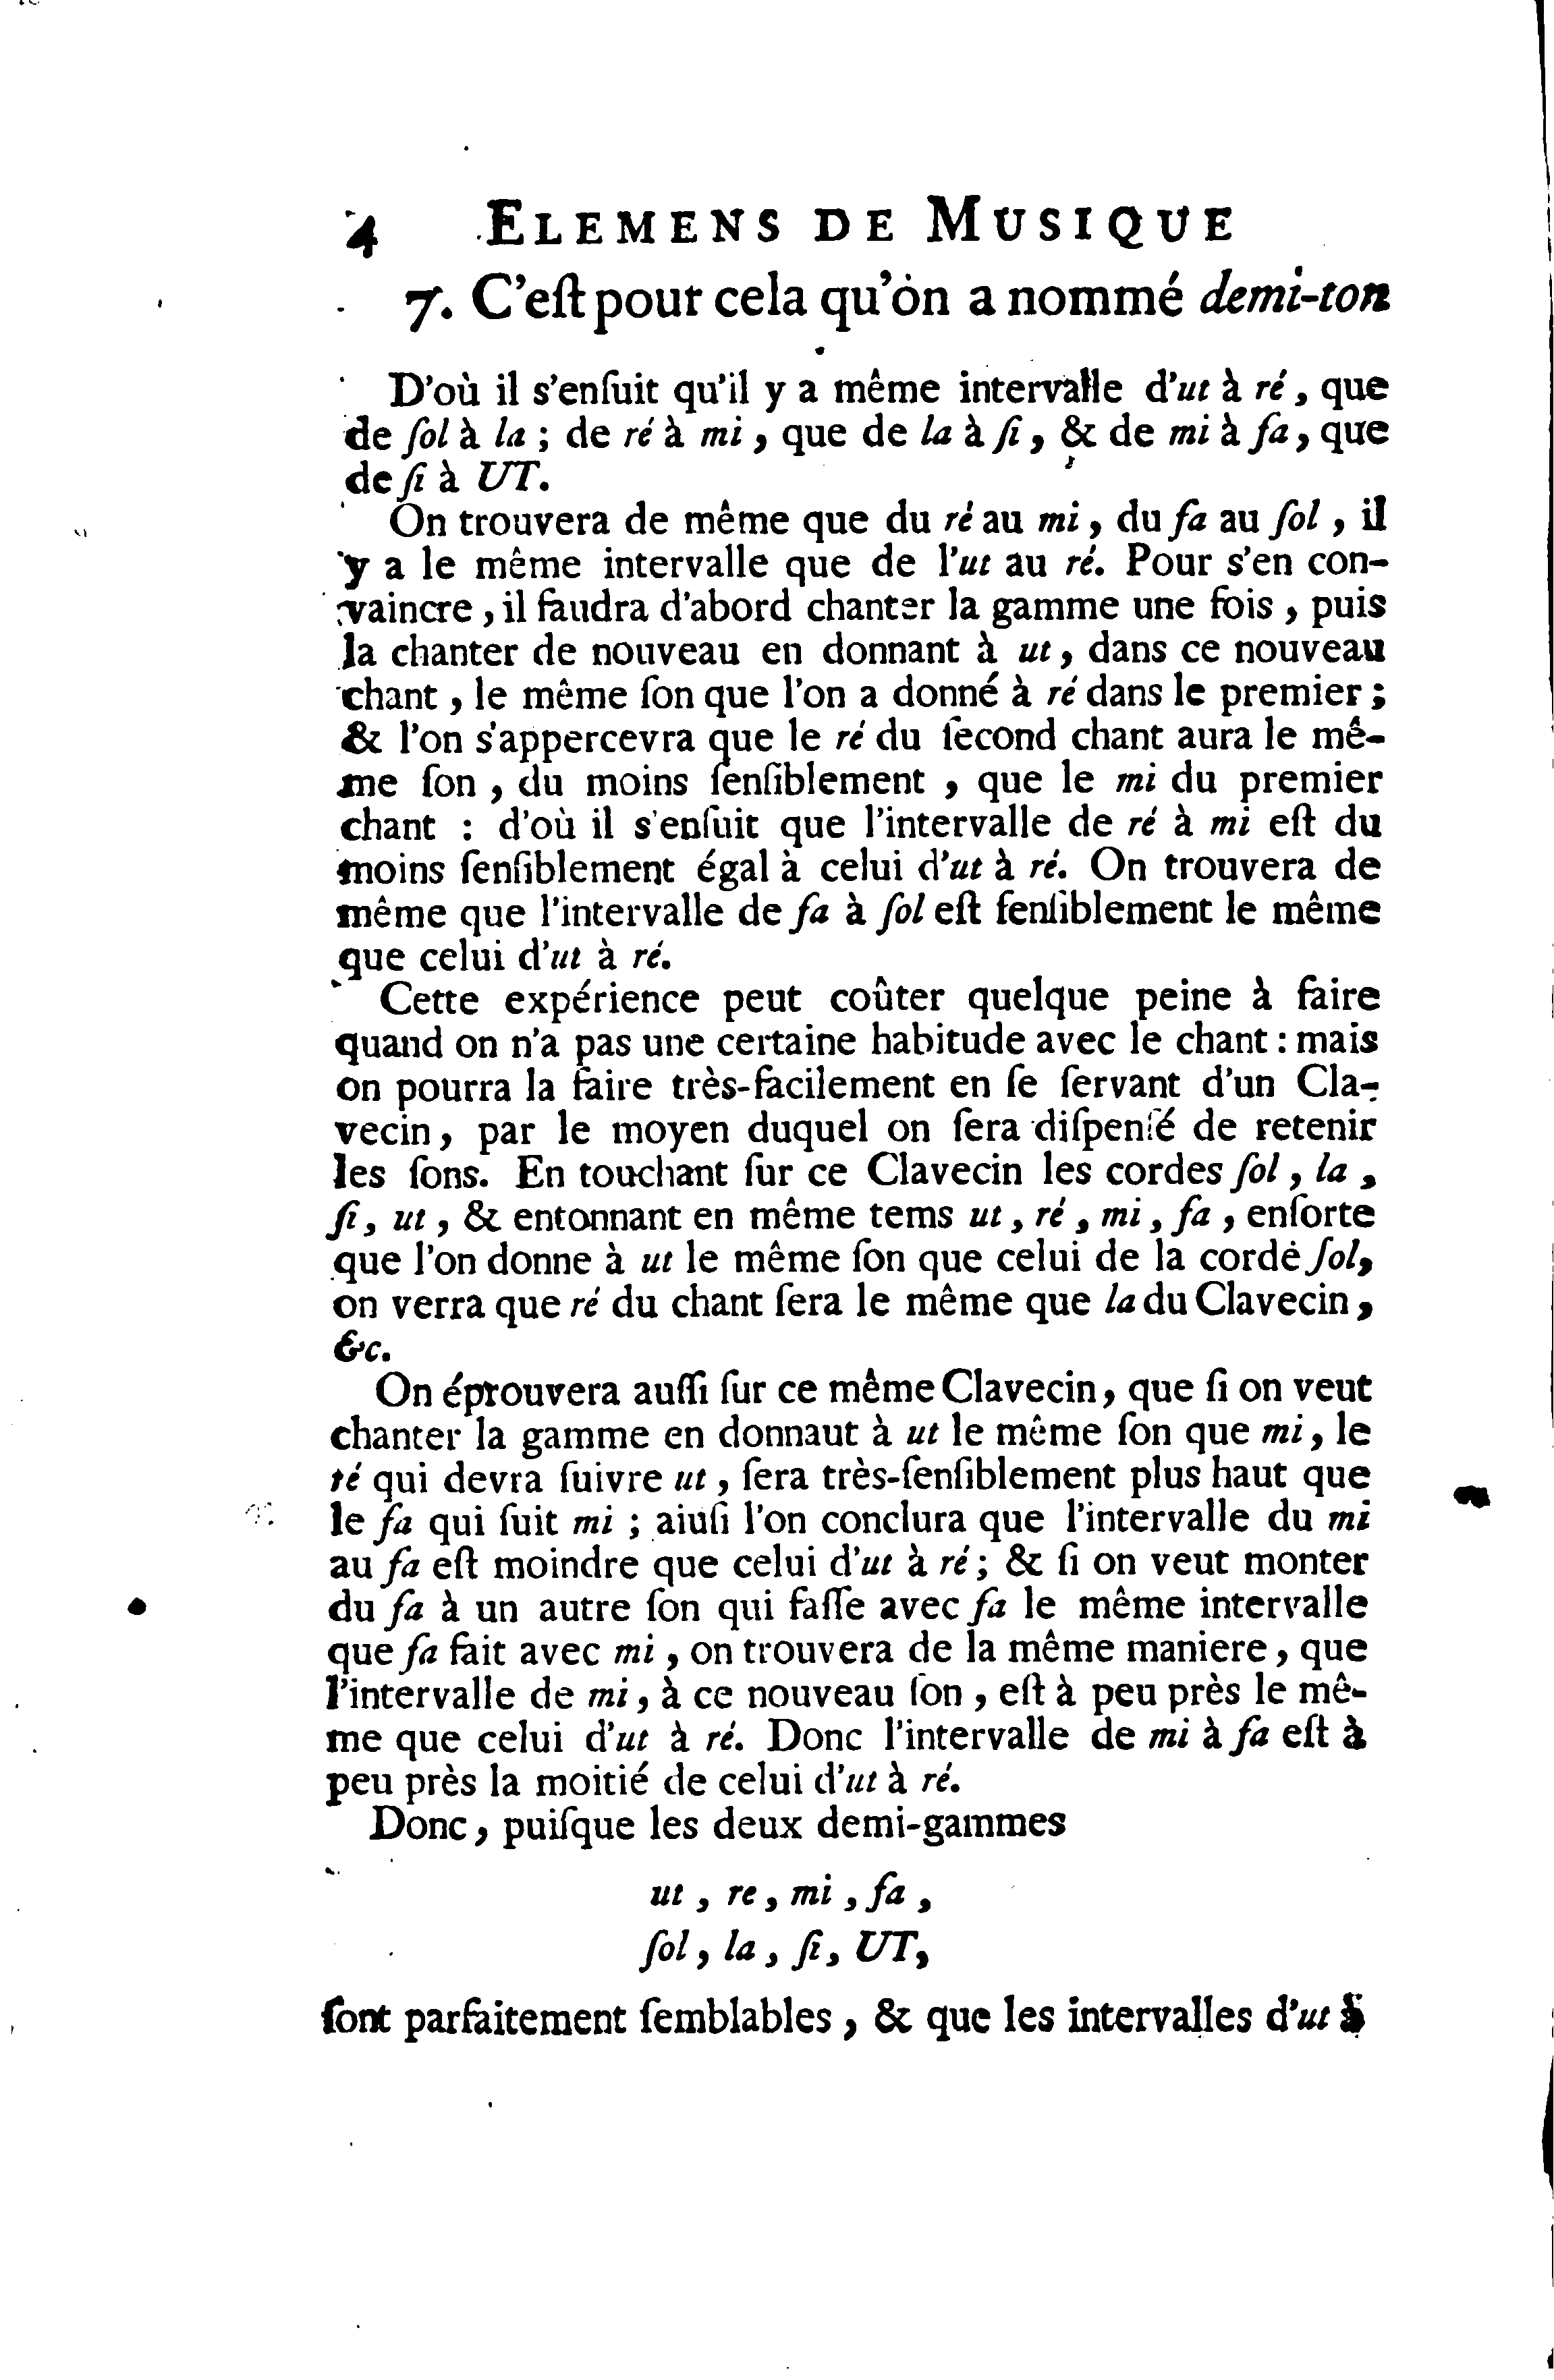 4 ELEMENS DE MUSIQUE
7. C'eſt pour cela qu'on a nommé demi-ton
D'où il s'enſuit qu'il y a même intervalle d'ut à ré, que
de ſol à la ; de ré à mi, que de la à ſi, & de mi à fa, que
de ſi à UT.
On trouvera de même que du ré au mi, du fa au ſol, il
y a le même intervalle que de l'ut au ré. Pour s'en con-
vaincre, il faudra d'abord chanter la gamme une fois, puis
la chanter de nouveau en donnant à ut, dans ce nouveau
chant, le même ſon que l'on a donné à ré dans le premier ;
& l'on s'appercevra que le ré du ſecond chant aura le mê-
me ſon, du moins ſenſiblement, que le mi du premier
chant : d'où il s'enſuit que l'intervalle de ré à mi eſt du
moins ſenſiblement égal à celui d'ut à ré. On trouvera de
même que l'intervalle de fa à ſol eſt ſenſiblement le même
que celui d'ut à ré.
Cette expérience peut coûter quelque peine à faire
quand on n'a pas une certaine habitude avec le chant : mais
on pourra la faire très-facilement en ſe ſervant d'un Cla-
vecin, par le moyen duquel on ſera diſpenſé de retenir
les ſons. En touchant ſur ce Clavecin les cordes ſol, la,
ſi, ut, & entonnant en même tems ut, ré, mi, fa, enſorte
que l'on donne à ut le même ſon que celui de la corde ſol,
on verra que ré du chant ſera le même que la du Clavecin,
&c.
On éprouvera auſſi ſur ce même Clavecin, que ſi on veut
chanter la gamme en donnaut à ut le même ſon que mi, le
ré qui devra ſuivre ut, ſera très-ſenſiblement plus haut que
le fa qui ſuit mi ; aiuſi l'on conclura que l'intervalle du mi
au fa eſt moindre que celui d'ut à ré ; & ſi on veut monter
du fa à un autre ſon qui faſſe avec fa le même intervalle
que fa fait avec mi, on trouvera de la même maniere, que
l'intervalle de mi, à ce nouveau ſon, eſt à peu près le mê-
me que celui d'ut à ré. Donc l'intervalle de mi à fa eſt à
peu près la moitié de celui d'ut à ré.
Donc, puiſque les deux demi-gammes
ut, re, mi, fa,
ſol, la, ſi, UT,
ſont parfaitement ſemblables, & que les intervalles d'ut à